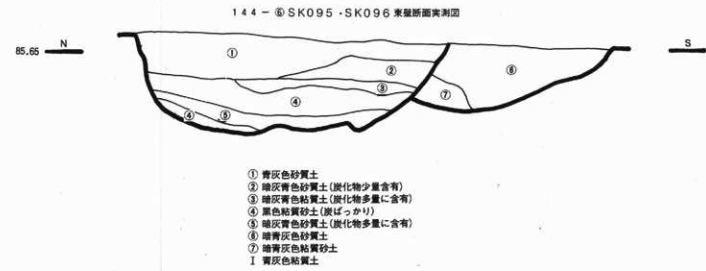 144-⑥SK095・SK096東壁断面実測図
85.65 N S
①
②
⑥
③
⑦
④
④ ⑤
① 青灰色砂質土
② 暗灰青色砂質土(炭化物少量含有)
③ 暗灰青色粘質土(炭化物多量に含有)
④ 黒色粘質砂土(炭ばっかり)
⑤ 暗灰青色砂質土(炭化物多量に含有)
⑥ 暗青灰色砂質土
⑦ 暗青灰色粘質砂土
I 青灰色粘質土